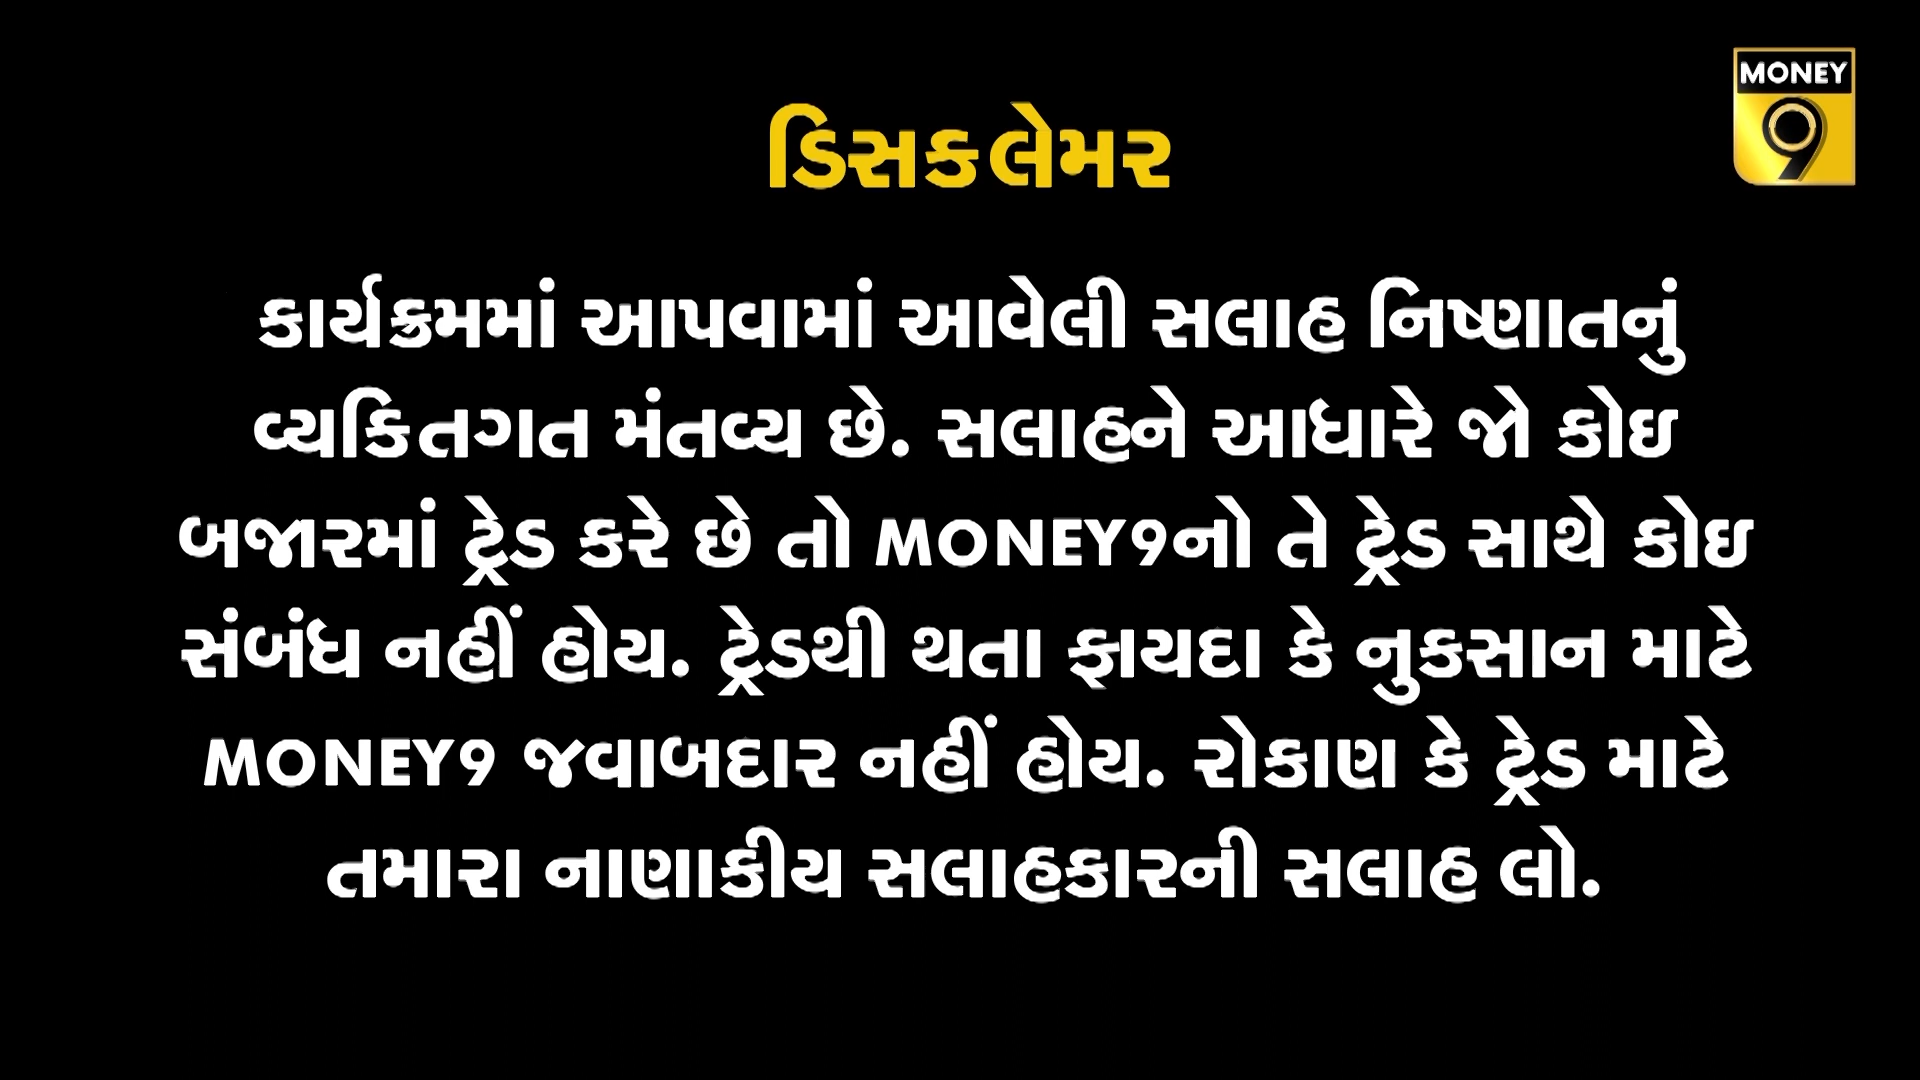 MONEY
9
ડિસકલેમર
કાર્યક્રમમાં આપવામાં આવેલી સલાહ નિષ્ણાતનું
વ્યકિતગત મંતવ્ય છે. સલાહને આધારે જો કોઇ
બજારમાં ટ્રેડ કરે છે તો MONEY9નો તે ટ્રેડ સાથે કોઇ
સંબંધ નહીં હોય. ટ્રેડથી થતા ફાયદા કે નુકસાન માટે
MONEY9 જવાબદાર નહીં હોય. રોકાણ કે ટ્રેડ માટે
તમારા નાણાકીય સલાહકારની સલાહ લો.